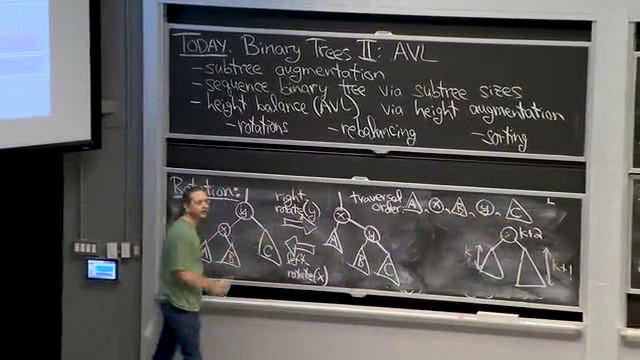 TODAY: Binary Trees II: AVL
- subtree augmentation
- sequence binary tree via subtree sizes
- height balance (AVL) via height augmentation
- rotations - rebalancing - sorting
Rotation:
right
rotate(y)
left
rotate(x)
y
x
B
C
x
A
y
B
C
traversal
order: A, x, B, y, C
k+2
k
k+1